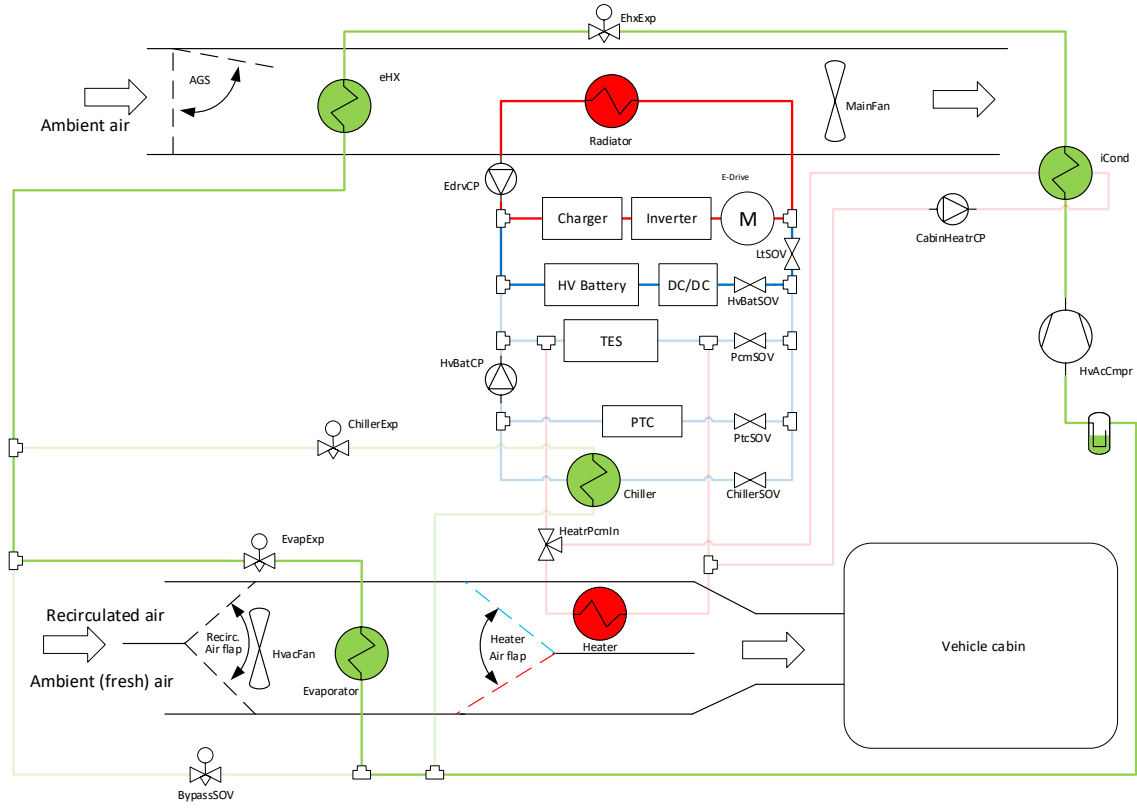 EhxExp
AGS
eHX
Ambient air
MainFan
Radiator
iCond
EdrvCP
E-Drive
Charger
Inverter
M
CabinHeatrCP
LtSOV
HV Battery
DC/DC
HvBatSOV
TES
PcmSOV
HvBatCP
HvAcCmpr
PTC
PtcSOV
ChillerExp
Chiller
ChillerSOV
HeatrPcmIn
EvapExp
Recirculated air
Recirc.
Air flap
HvacFan
Heater
Air flap
Heater
Vehicle cabin
Ambient (fresh) air
Evaporator
BypassSOV